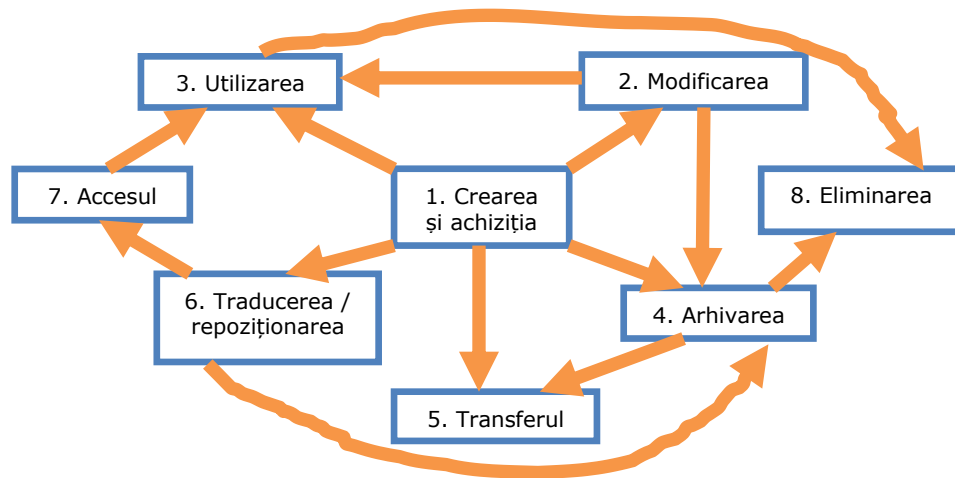 3. Utilizarea
2. Modificarea
7. Accesul
1. Crearea
și achiziția
8. Eliminarea
6. Traducerea /
repoziționarea
4. Arhivarea
5. Transferul